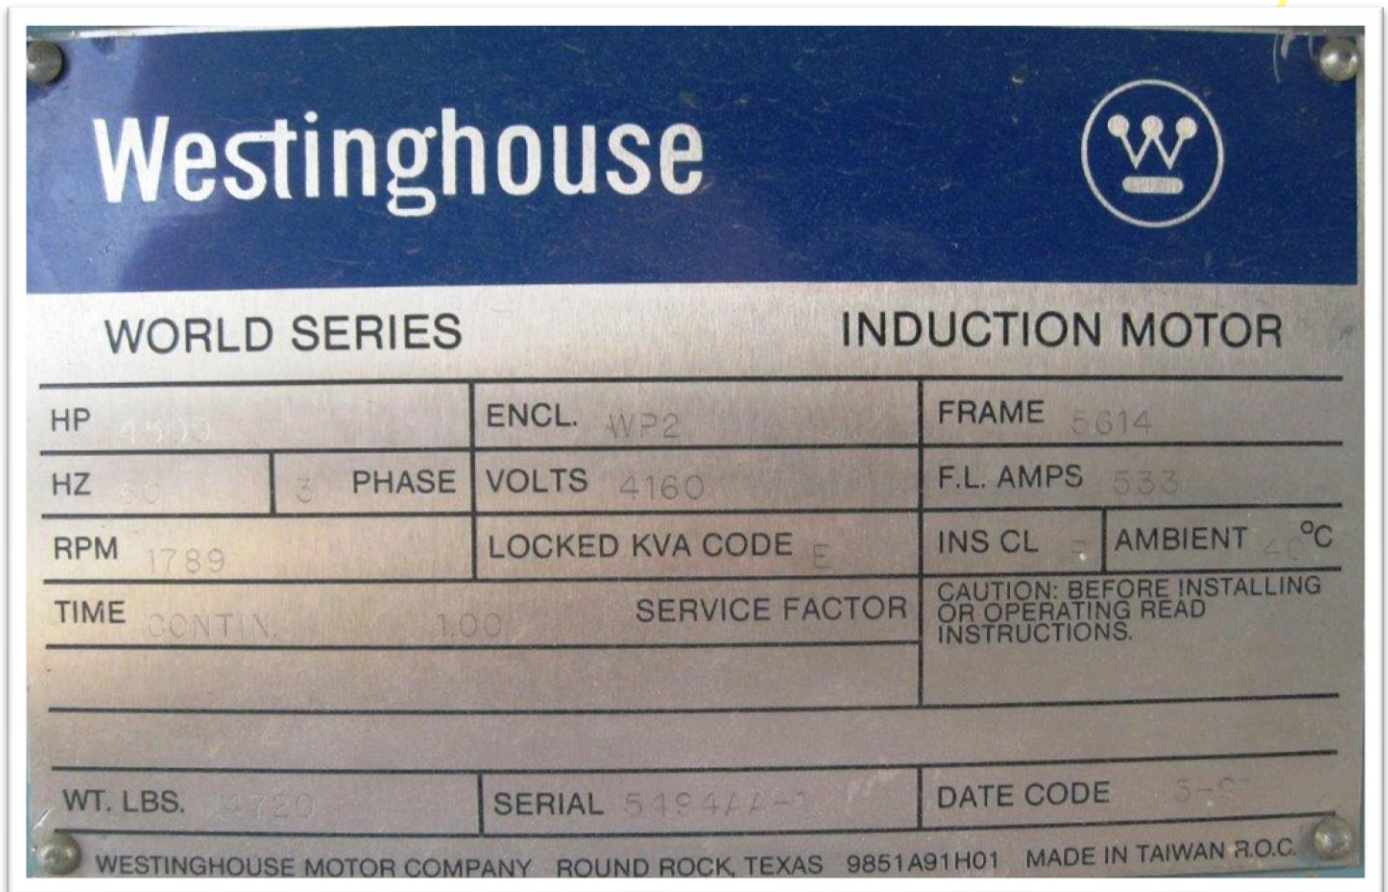 Westinghouse
W
WORLD SERIES INDUCTION MOTOR
HP 4500 ENCL. WP2 FRAME 5614
HZ 60 3 PHASE VOLTS 4160 F.L. AMPS 533
RPM 1789 LOCKED KVA CODE E INS CL F AMBIENT 40 °C
TIME CONTIN. 1.00 SERVICE FACTOR
CAUTION: BEFORE INSTALLING
OR OPERATING READ
INSTRUCTIONS.
WT. LBS. SERIAL 5494AA-1 DATE CODE
WESTINGHOUSE MOTOR COMPANY ROUND ROCK, TEXAS 9851A91H01 MADE IN TAIWAN R.O.C.